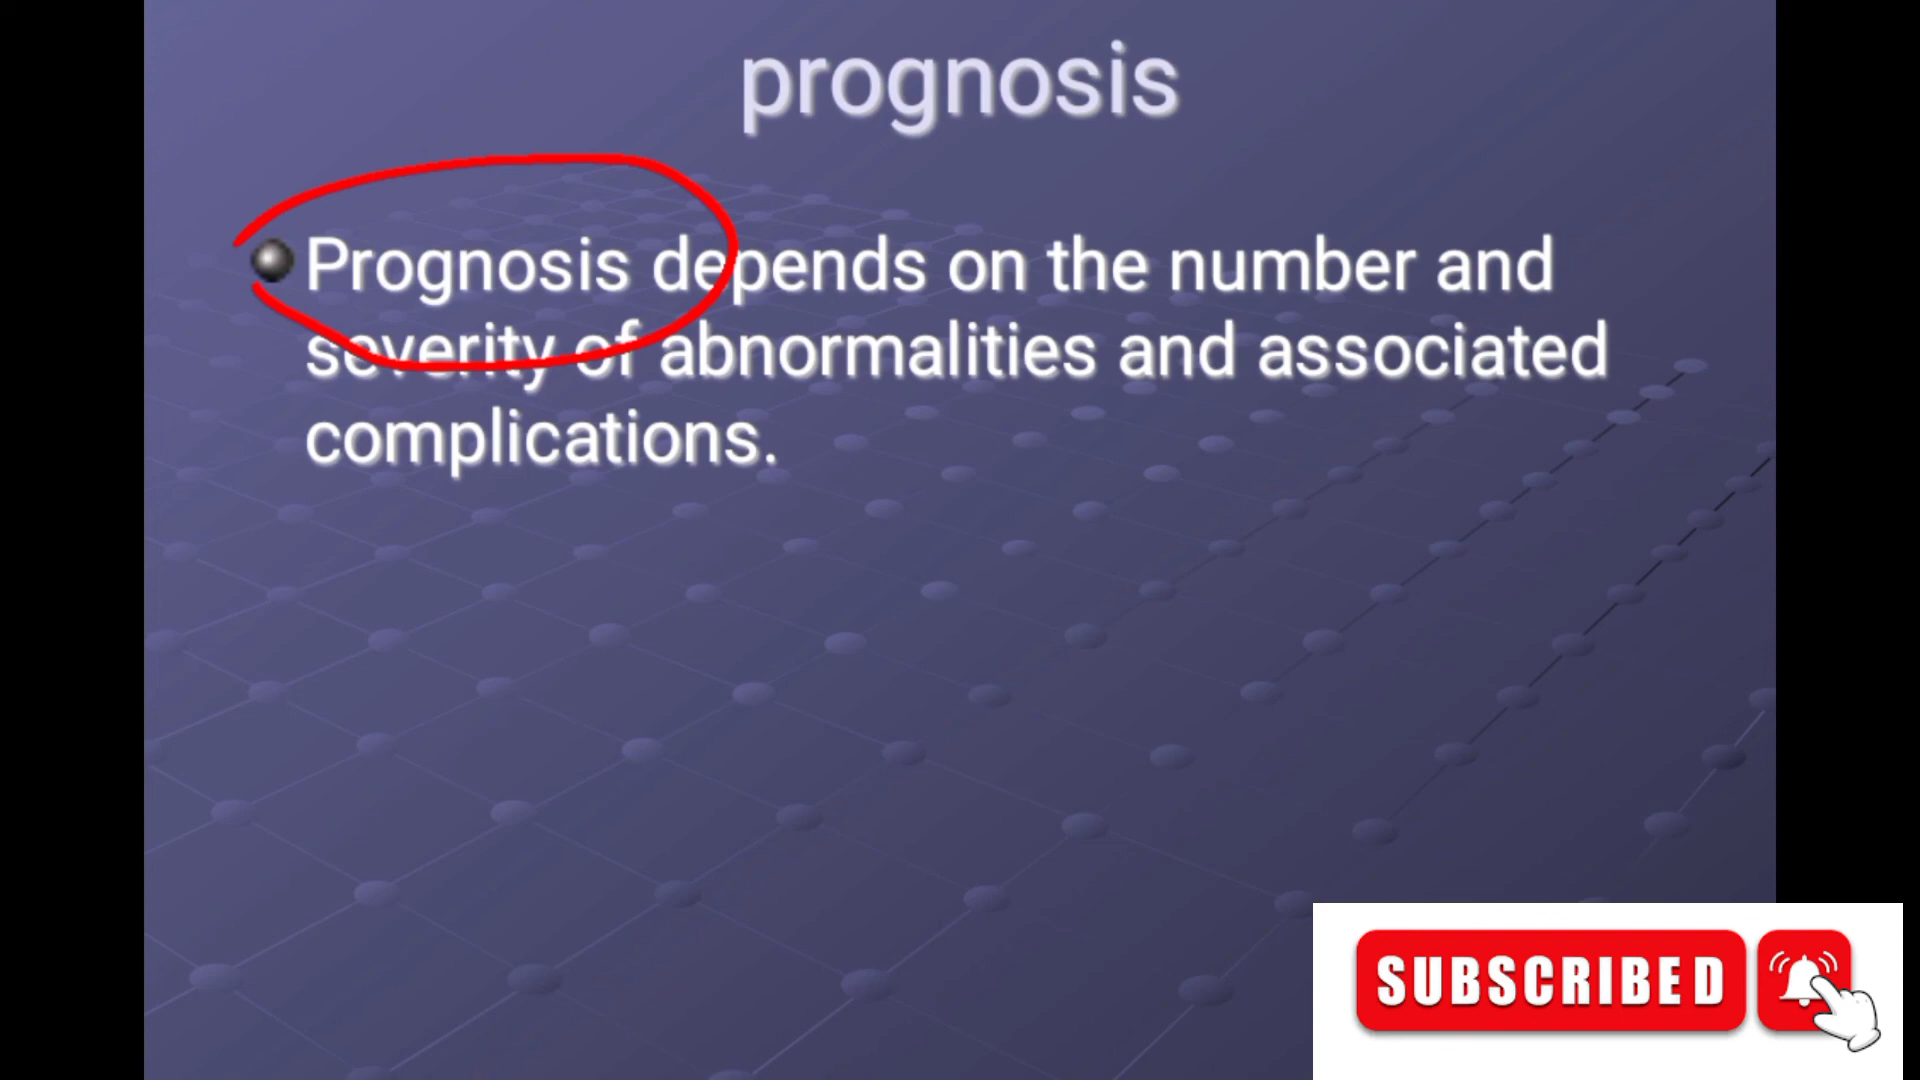 prognosis
Prognosis depends on the number and
severity of abnormalities and associated
complications.
SUBSCRIBED